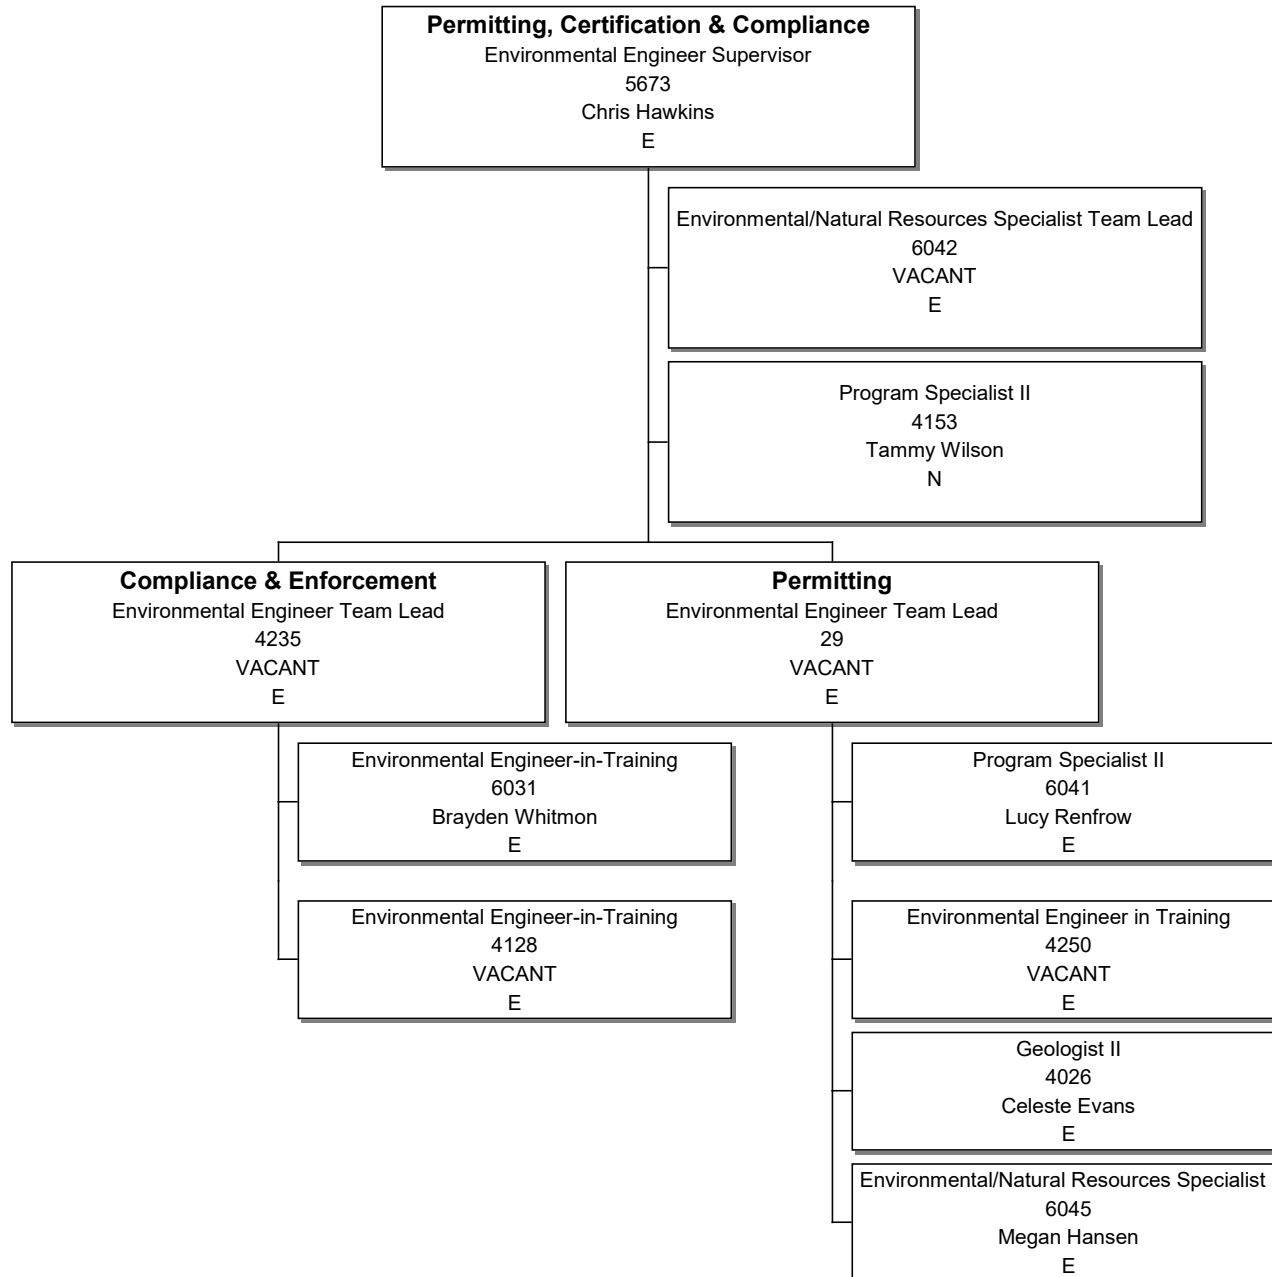 Permitting, Certification & Compliance
Environmental Engineer Supervisor
5673
Chris Hawkins
E
Environmental/Natural Resources Specialist Team Lead
6042
VACANT
E
Program Specialist II
4153
Tammy Wilson
N
Compliance & Enforcement
Environmental Engineer Team Lead
4235
VACANT
E
Permitting
Environmental Engineer Team Lead
29
VACANT
E
Environmental Engineer-in-Training
6031
Brayden Whitmon
E
Environmental Engineer-in-Training
4128
VACANT
E
Program Specialist II
6041
Lucy Renfrow
E
Environmental Engineer in Training
4250
VACANT
E
Geologist II
4026
Celeste Evans
E
Environmental/Natural Resources Specialist
6045
Megan Hansen
E